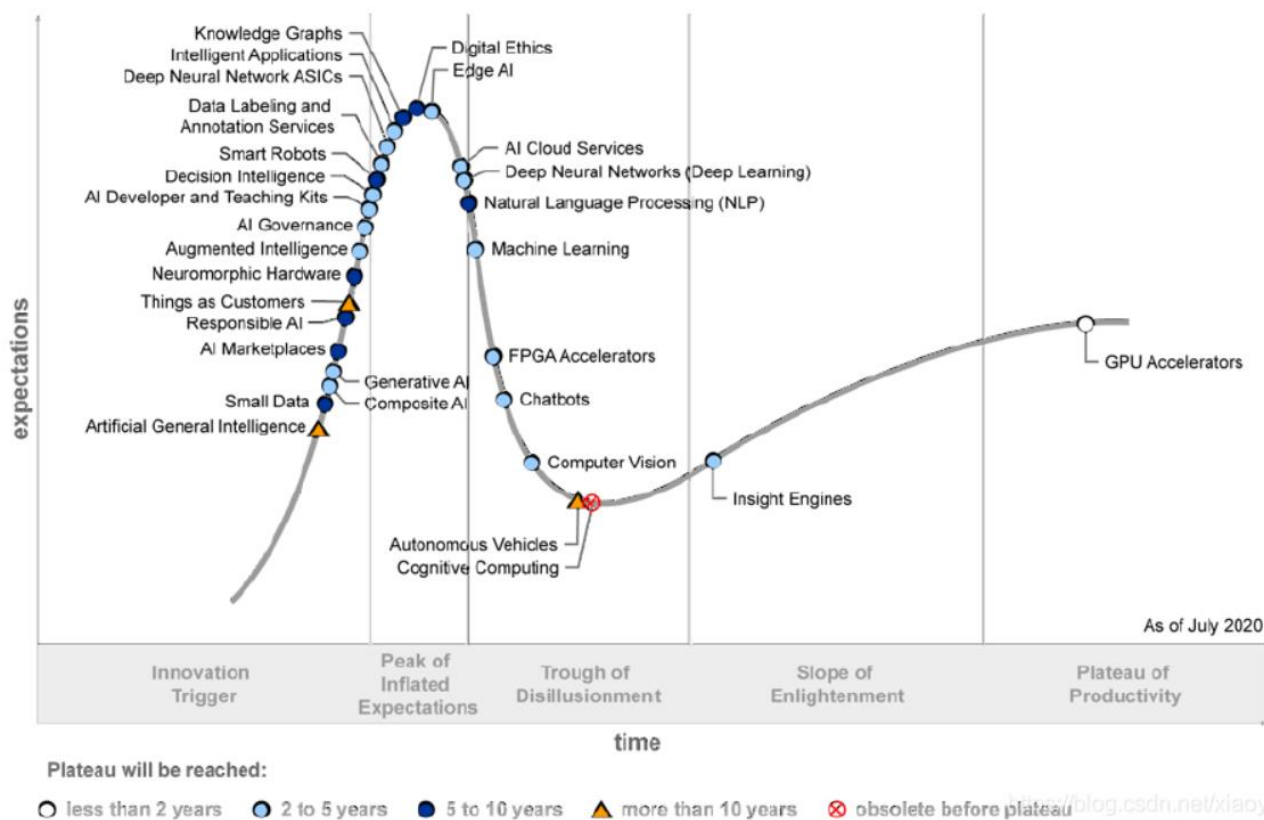 Knowledge Graphs
Intelligent Applications
Deep Neural Network ASICs
Data Labeling and
Annotation Services
Smart Robots
Decision Intelligence
AI Developer and Teaching Kits
AI Governance
Augmented Intelligence
Neuromorphic Hardware
Things as Customers
Responsible AI
AI Marketplaces
Generative AI
Composite AI
Small Data
Artificial General Intelligence
Digital Ethics
Edge AI
AI Cloud Services
Deep Neural Networks (Deep Learning)
Natural Language Processing (NLP)
Machine Learning
FPGA Accelerators
Chatbots
Computer Vision
Autonomous Vehicles
Cognitive Computing
Insight Engines
GPU Accelerators
expectations
As of July 2020
Innovation
Trigger
Peak of
Inflated
Expectations
Trough of
Disillusionment
Slope of
Enlightenment
Plateau of
Productivity
time
Plateau will be reached:
less than 2 years
2 to 5 years
5 to 10 years
more than 10 years
obsolete before plateau
https://blog.csdn.net/xiaoy